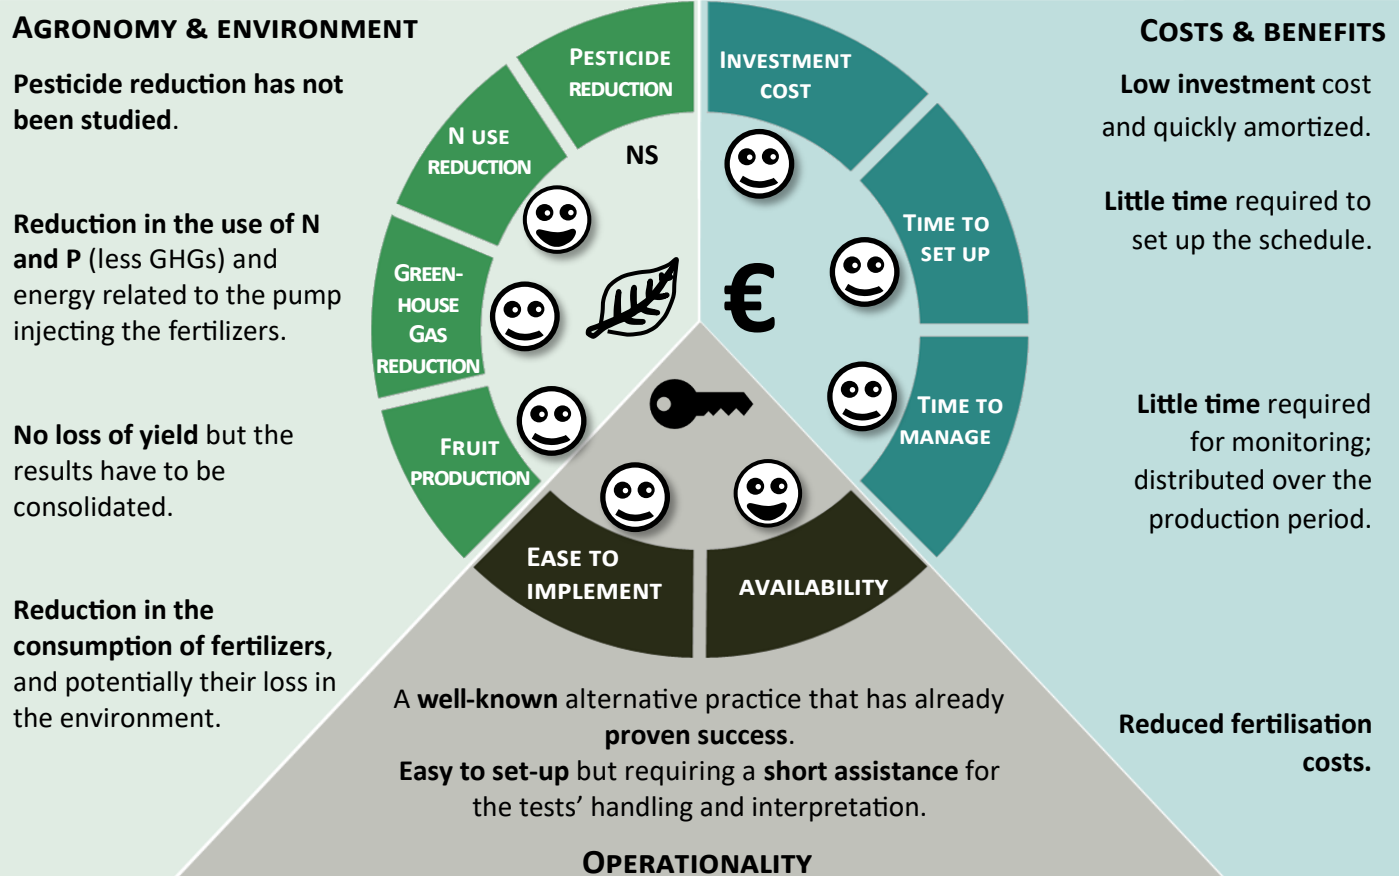 AGRONOMY & ENVIRONMENT
Pesticide reduction has not
been studied.
Reduction in the use of N
and P (less GHGs) and
energy related to the pump
injecting the fertilizers.
No loss of yield but the
results have to be
consolidated.
Reduction in the
consumption of fertilizers,
and potentially their loss in
the environment.
PESTICIDE
REDUCTION
N USE
REDUCTION
GREEN-
HOUSE
GAS
REDUCTION
FRUIT
PRODUCTION
NS
INVESTMENT
COST
TIME TO
SET UP
TIME TO
MANAGE
€
EASE TO
IMPLEMENT
AVAILABILITY
COSTS & BENEFITS
Low investment cost
and quickly amortized.
Little time required to
set up the schedule.
Little time required
for monitoring;
distributed over the
production period.
Reduced fertilisation
costs.
A well-known alternative practice that has already
proven success.
Easy to set-up but requiring a short assistance for
the tests’ handling and interpretation.
OPERATIONALITY